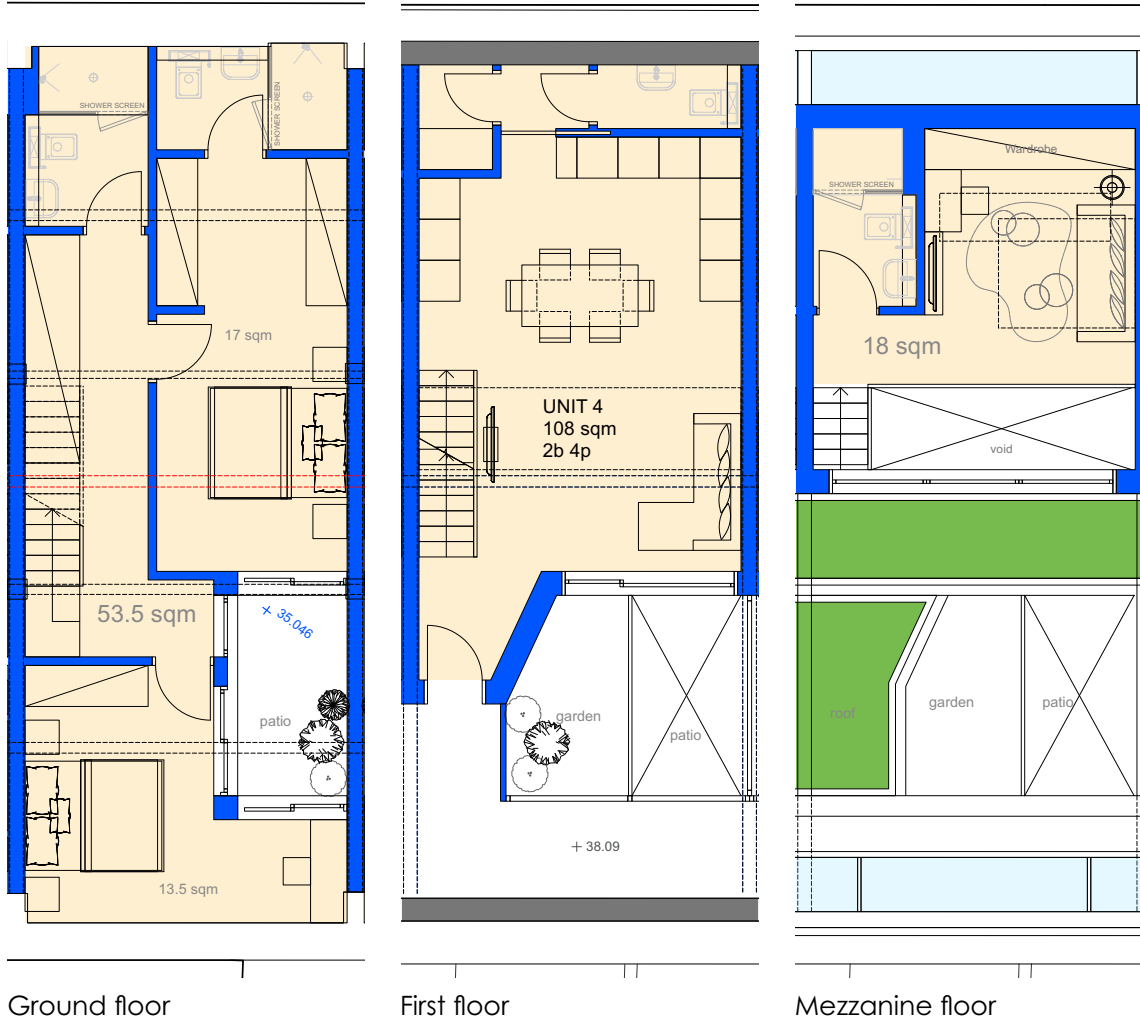 SHOWER SCREEN
SHOWER SCREEN
17 sqm
53.5 sqm
+ 35.046
patio
13.5 sqm
Ground floor
UNIT 4
108 sqm
2b 4p
garden
patio
+ 38.09
First floor
Wardrobe
SHOWER SCREEN
18 sqm
void
roof
garden
patio
Mezzanine floor